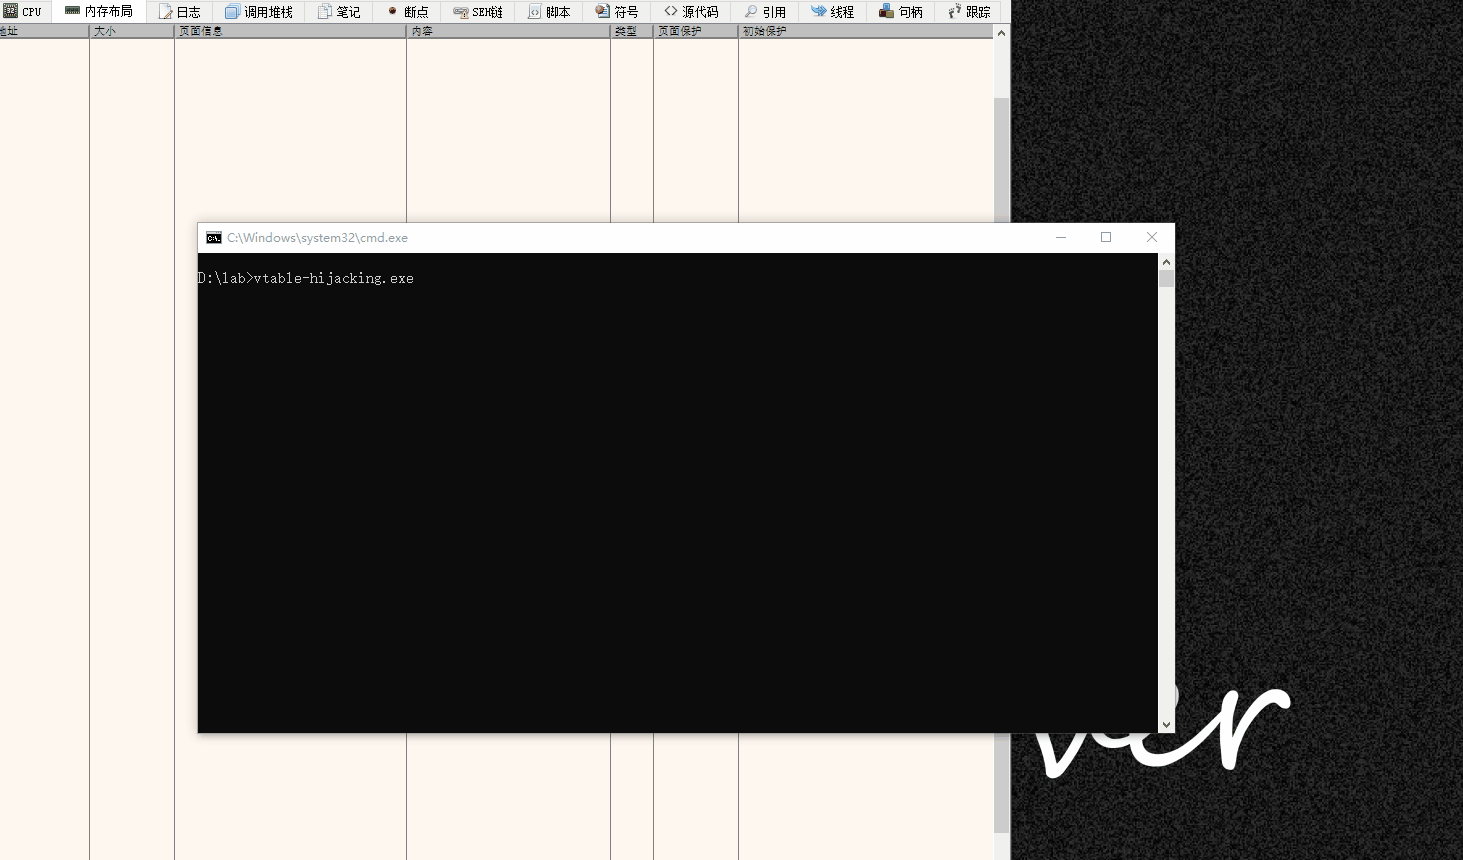 CPU 内存布局 日志 调用堆栈 笔记 断点 SEH链 脚本 符号 源代码 引用 线程 句柄 跟踪
地址 大小 页面信息 内容 类型 页面保护 初始保护
C:\Windows\system32\cmd.exe
D:\lab>vtable-hijacking.exe